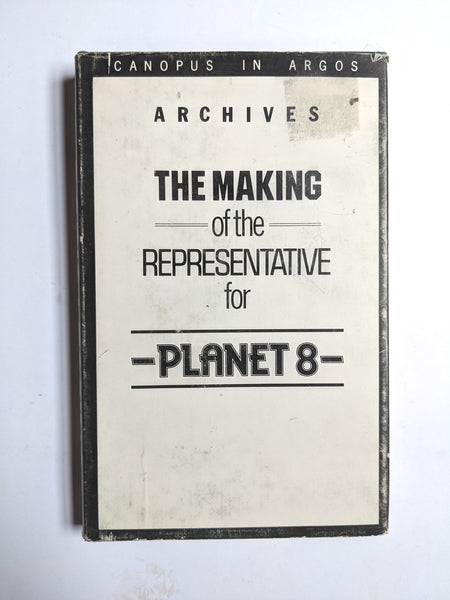 CANOPUS IN ARGOS
ARCHIVES
THE MAKING
of the
REPRESENTATIVE
for
–PLANET 8–